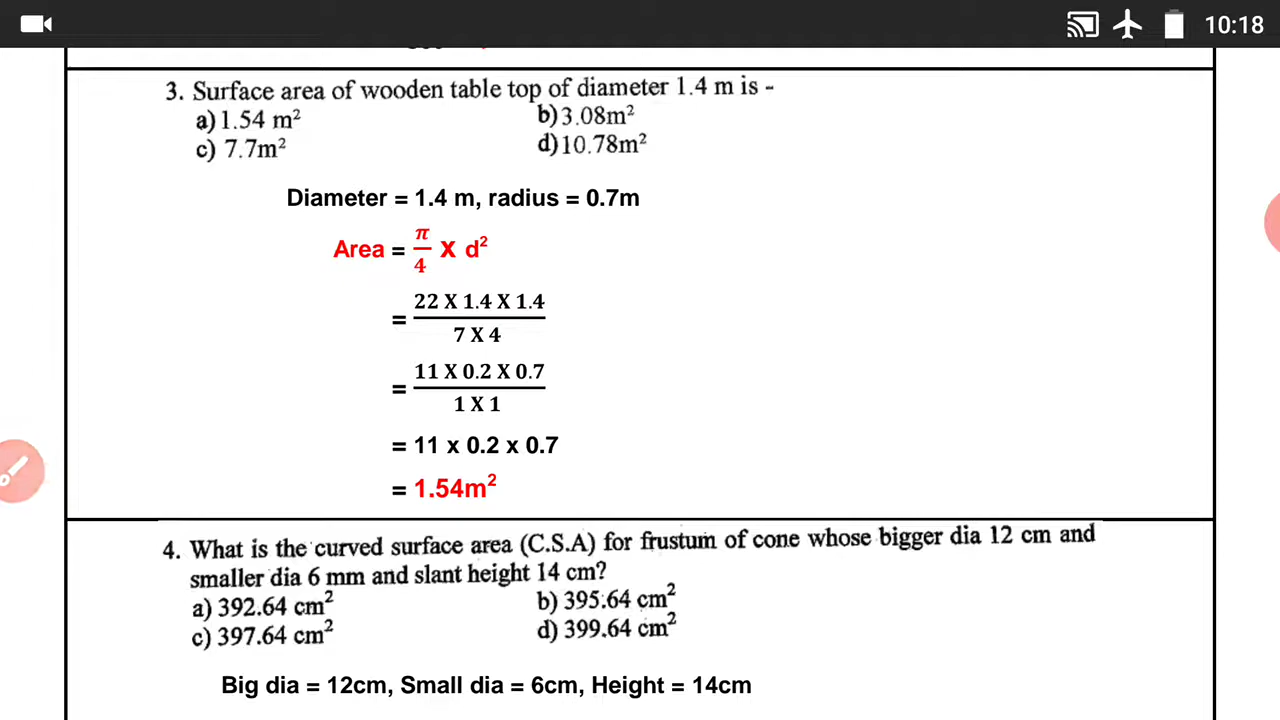 10:18
3. Surface area of wooden table top of diameter 1.4 m is -
a) 1.54 m² b) 3.08m²
c) 7.7m² d) 10.78m²
Diameter = 1.4 m, radius = 0.7m
Area = π/4 X d²
= 22 X 1.4 X 1.4 / 7 X 4
= 11 X 0.2 X 0.7 / 1 X 1
= 11 x 0.2 x 0.7
= 1.54m²
4. What is the curved surface area (C.S.A) for frustum of cone whose bigger dia 12 cm and
smaller dia 6 mm and slant height 14 cm?
a) 392.64 cm² b) 395.64 cm²
c) 397.64 cm² d) 399.64 cm²
Big dia = 12cm, Small dia = 6cm, Height = 14cm